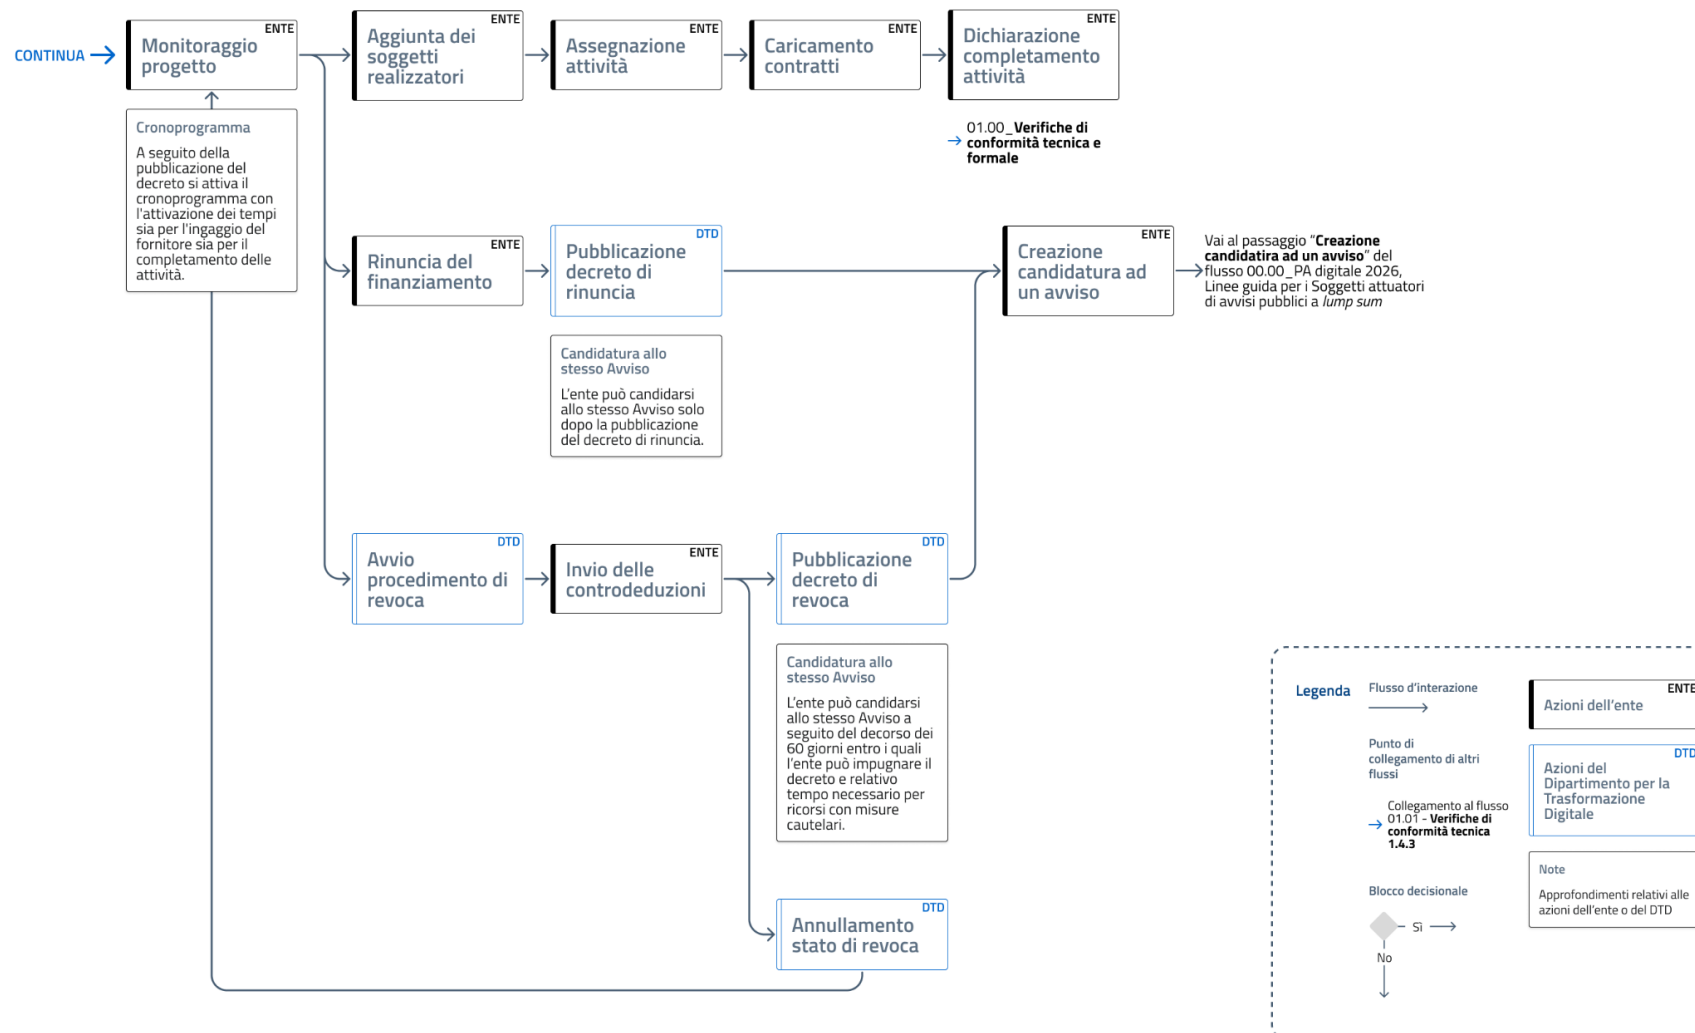 CONTINUA
ENTE
Monitoraggio
progetto
ENTE
Aggiunta dei
soggetti
realizzatori
ENTE
Assegnazione
attività
ENTE
Caricamento
contratti
ENTE
Dichiarazione
completamento
attività
01.00_Verifiche di
conformità tecnica e
formale
Cronoprogramma
A seguito della
pubblicazione del
decreto si attiva il
cronoprogramma con
l'attivazione dei tempi
sia per l'ingaggio del
fornitore sia per il
completamento delle
attività.
ENTE
Rinuncia del
finanziamento
DTD
Pubblicazione
decreto di
rinuncia
ENTE
Creazione
candidatura ad
un avviso
Vai al passaggio "Creazione
candidatira ad un avviso" del
flusso 00.00_PA digitale 2026,
Linee guida per i Soggetti attuatori
di avvisi pubblici a lump sum
Candidatura allo
stesso Avviso
L'ente può candidarsi
allo stesso Avviso solo
dopo la pubblicazione
del decreto di rinuncia.
DTD
Avvio
procedimento di
revoca
ENTE
Invio delle
controdeduzioni
DTD
Pubblicazione
decreto di
revoca
Candidatura allo
stesso Avviso
L'ente può candidarsi
allo stesso Avviso a
seguito del decorso dei
60 giorni entro i quali
l'ente può impugnare il
decreto e relativo
tempo necessario per
ricorsi con misure
cautelari.
DTD
Annullamento
stato di revoca
Legenda
Flusso d'interazione
Punto di
collegamento di altri
flussi
Collegamento al flusso
01.01 - Verifiche di
conformità tecnica
1.4.3
Blocco decisionale
Sì
No
ENTE
Azioni dell'ente
DTD
Azioni del
Dipartimento per la
Trasformazione
Digitale
Note
Approfondimenti relativi alle
azioni dell'ente o del DTD